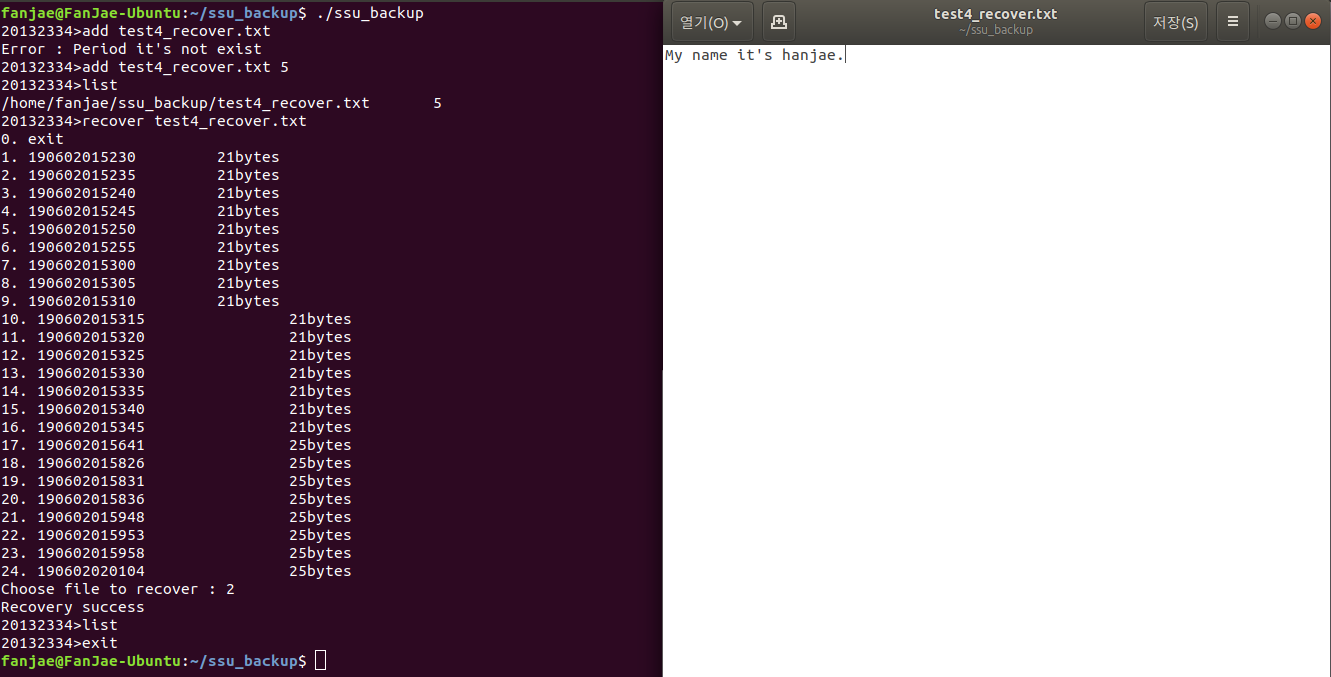 fanjae@FanJae-Ubuntu:~/ssu_backup$ ./ssu_backup
20132334>add test4_recover.txt
Error : Period it's not exist
20132334>add test4_recover.txt 5
20132334>list
/home/fanjae/ssu_backup/test4_recover.txt 5
20132334>recover test4_recover.txt
0. exit
1. 190602015230 21bytes
2. 190602015235 21bytes
3. 190602015240 21bytes
4. 190602015245 21bytes
5. 190602015250 21bytes
6. 190602015255 21bytes
7. 190602015300 21bytes
8. 190602015305 21bytes
9. 190602015310 21bytes
10. 190602015315 21bytes
11. 190602015320 21bytes
12. 190602015325 21bytes
13. 190602015330 21bytes
14. 190602015335 21bytes
15. 190602015340 21bytes
16. 190602015345 21bytes
17. 190602015641 25bytes
18. 190602015826 25bytes
19. 190602015831 25bytes
20. 190602015836 25bytes
21. 190602015948 25bytes
22. 190602015953 25bytes
23. 190602015958 25bytes
24. 190602020104 25bytes
Choose file to recover : 2
Recovery success
20132334>list
20132334>exit
fanjae@FanJae-Ubuntu:~/ssu_backup$
열기(O)
test4_recover.txt
~/ssu_backup
저장(S)
My name it's hanjae.